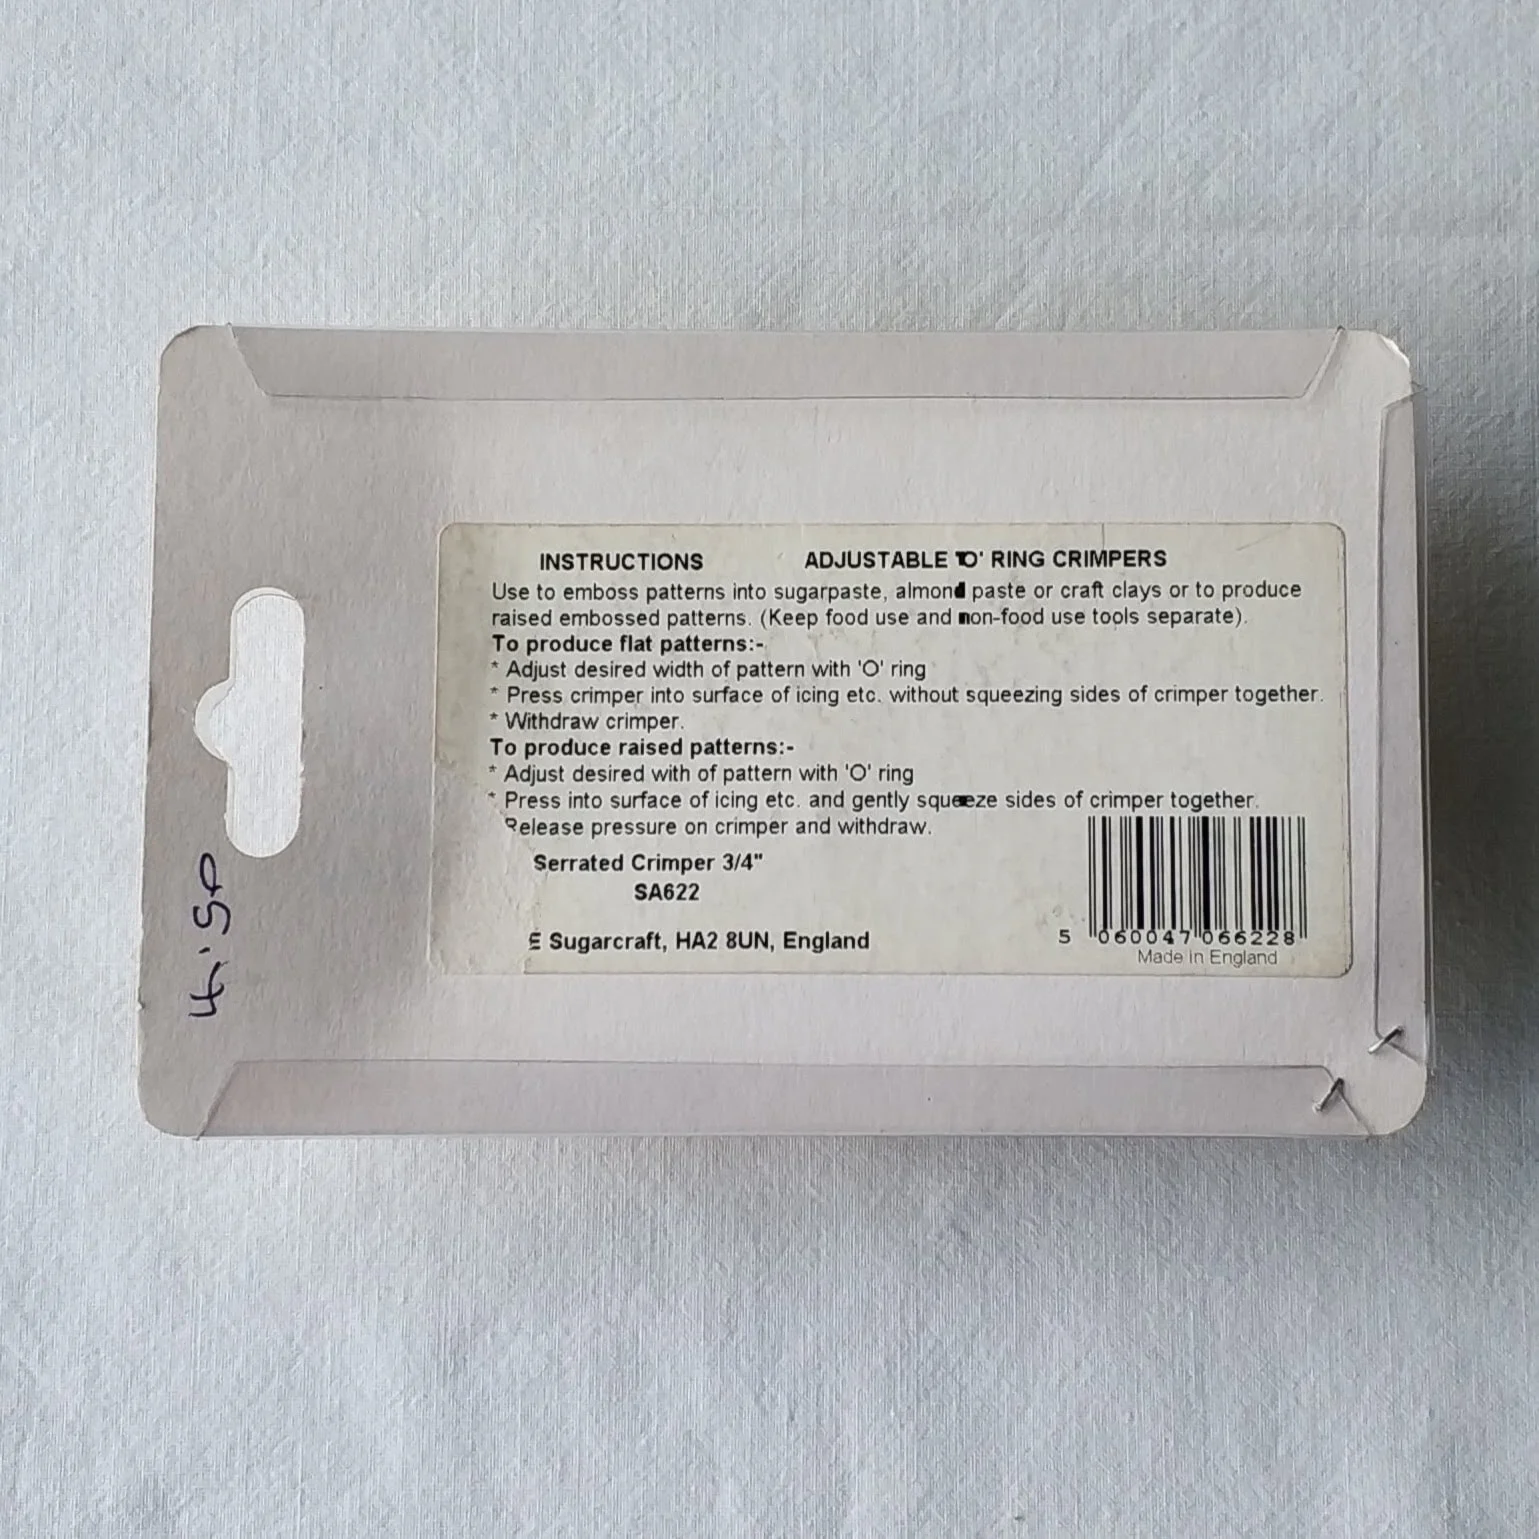 INSTRUCTIONS ADJUSTABLE 'O' RING CRIMPERS
Use to emboss patterns into sugarpaste, almond paste or craft clays or to produce
raised embossed patterns. (Keep food use and non-food use tools separate).
To produce flat patterns:-
* Adjust desired width of pattern with 'O' ring
* Press crimper into surface of icing etc. without squeezing sides of crimper together.
* Withdraw crimper.
To produce raised patterns:-
* Adjust desired with of pattern with 'O' ring
* Press into surface of icing etc. and gently squeeze sides of crimper together.
Release pressure on crimper and withdraw.
Serrated Crimper 3/4"
SA622
Sugarcraft, HA2 8UN, England
5 060047 066228
Made in England
4.50